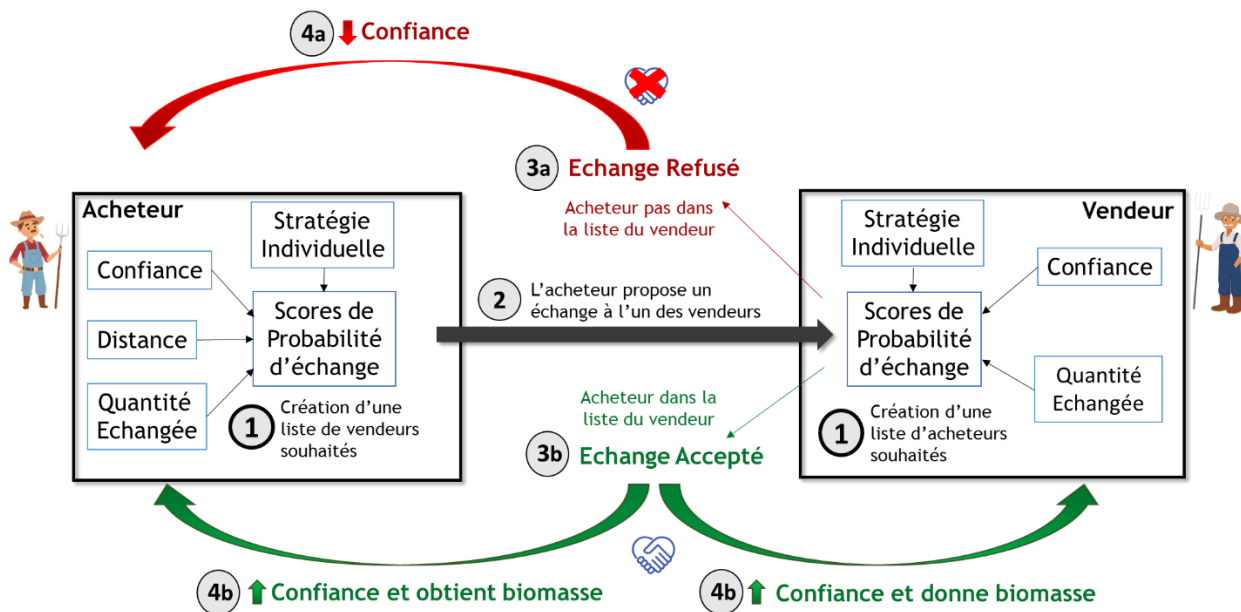 4a Confiance
3a Echange Refusé
Acheteur pas dans
la liste du vendeur
Acheteur
Stratégie
Individuelle
Confiance
Distance
Quantité
Echangée
Scores de
Probabilité
d'échange
1 Création d'une
liste de vendeurs
souhaités
2 L'acheteur propose un
échange à l'un des vendeurs
Vendeur
Stratégie
Individuelle
Confiance
Scores de
Probabilité
d'échange
Quantité
Echangée
1 Création d'une
liste d'acheteurs
souhaités
Acheteur dans la
liste du vendeur
3b Echange Accepté
4b Confiance et obtient biomasse
4b Confiance et donne biomasse